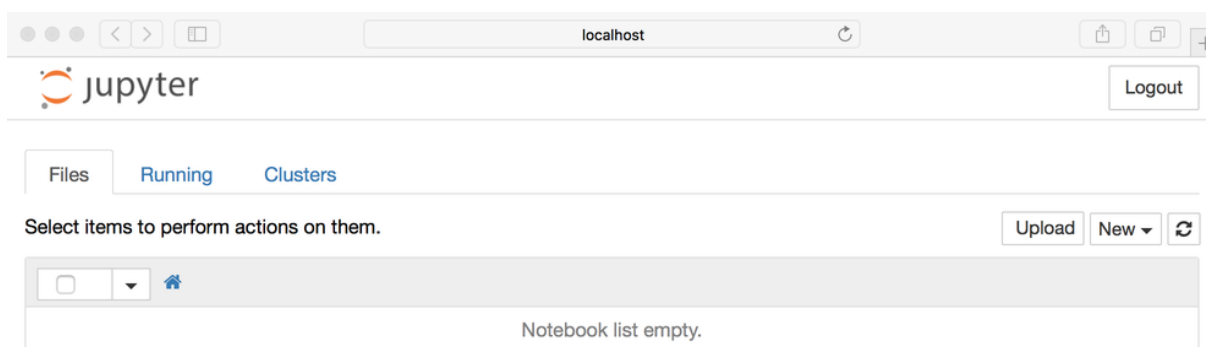 localhost
jupyter
Logout
Files Running Clusters
Select items to perform actions on them.
Upload New
Notebook list empty.